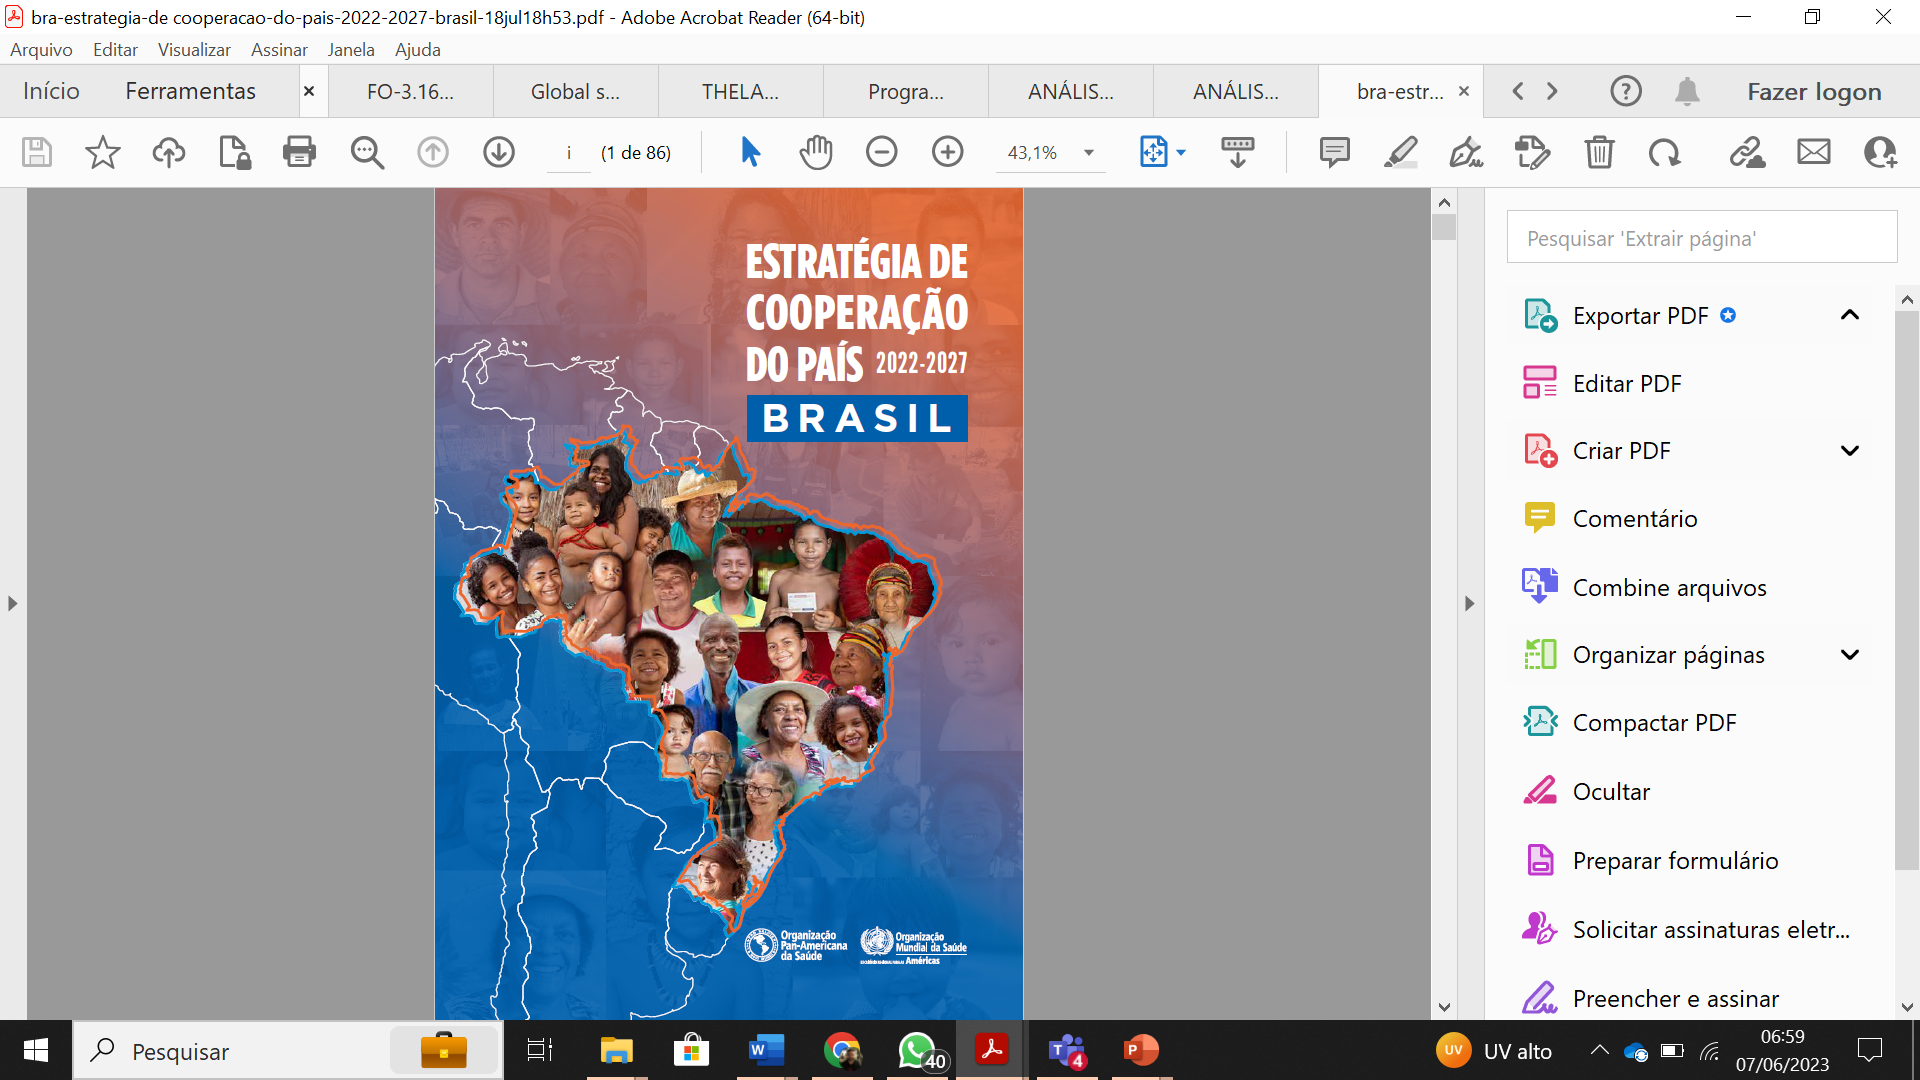 bra-estrategia-de cooperacao-do-pais-2022-2027-brasil-18jul18h53.pdf - Adobe Acrobat Reader (64-bit)
Arquivo Editar Visualizar Assinar Janela Ajuda
Início Ferramentas FO-3.16... Global s... THELA... Progra... ANÁLIS... ANÁLIS... bra-estr... Fazer logon
i (1 de 86) 43,1%
ESTRATÉGIA DE
COOPERAÇÃO
DO PAÍS 2022-2027
BRASIL
Organização
Pan-Americana
da Saúde
Organização
Mundial da Saúde
Américas
Pesquisar 'Extrair página'
Exportar PDF
Editar PDF
Criar PDF
Comentário
Combine arquivos
Organizar páginas
Compactar PDF
Ocultar
Preparar formulário
Solicitar assinaturas eletr...
Preencher e assinar
Pesquisar
40
4
UV UV alto
06:59
07/06/2023